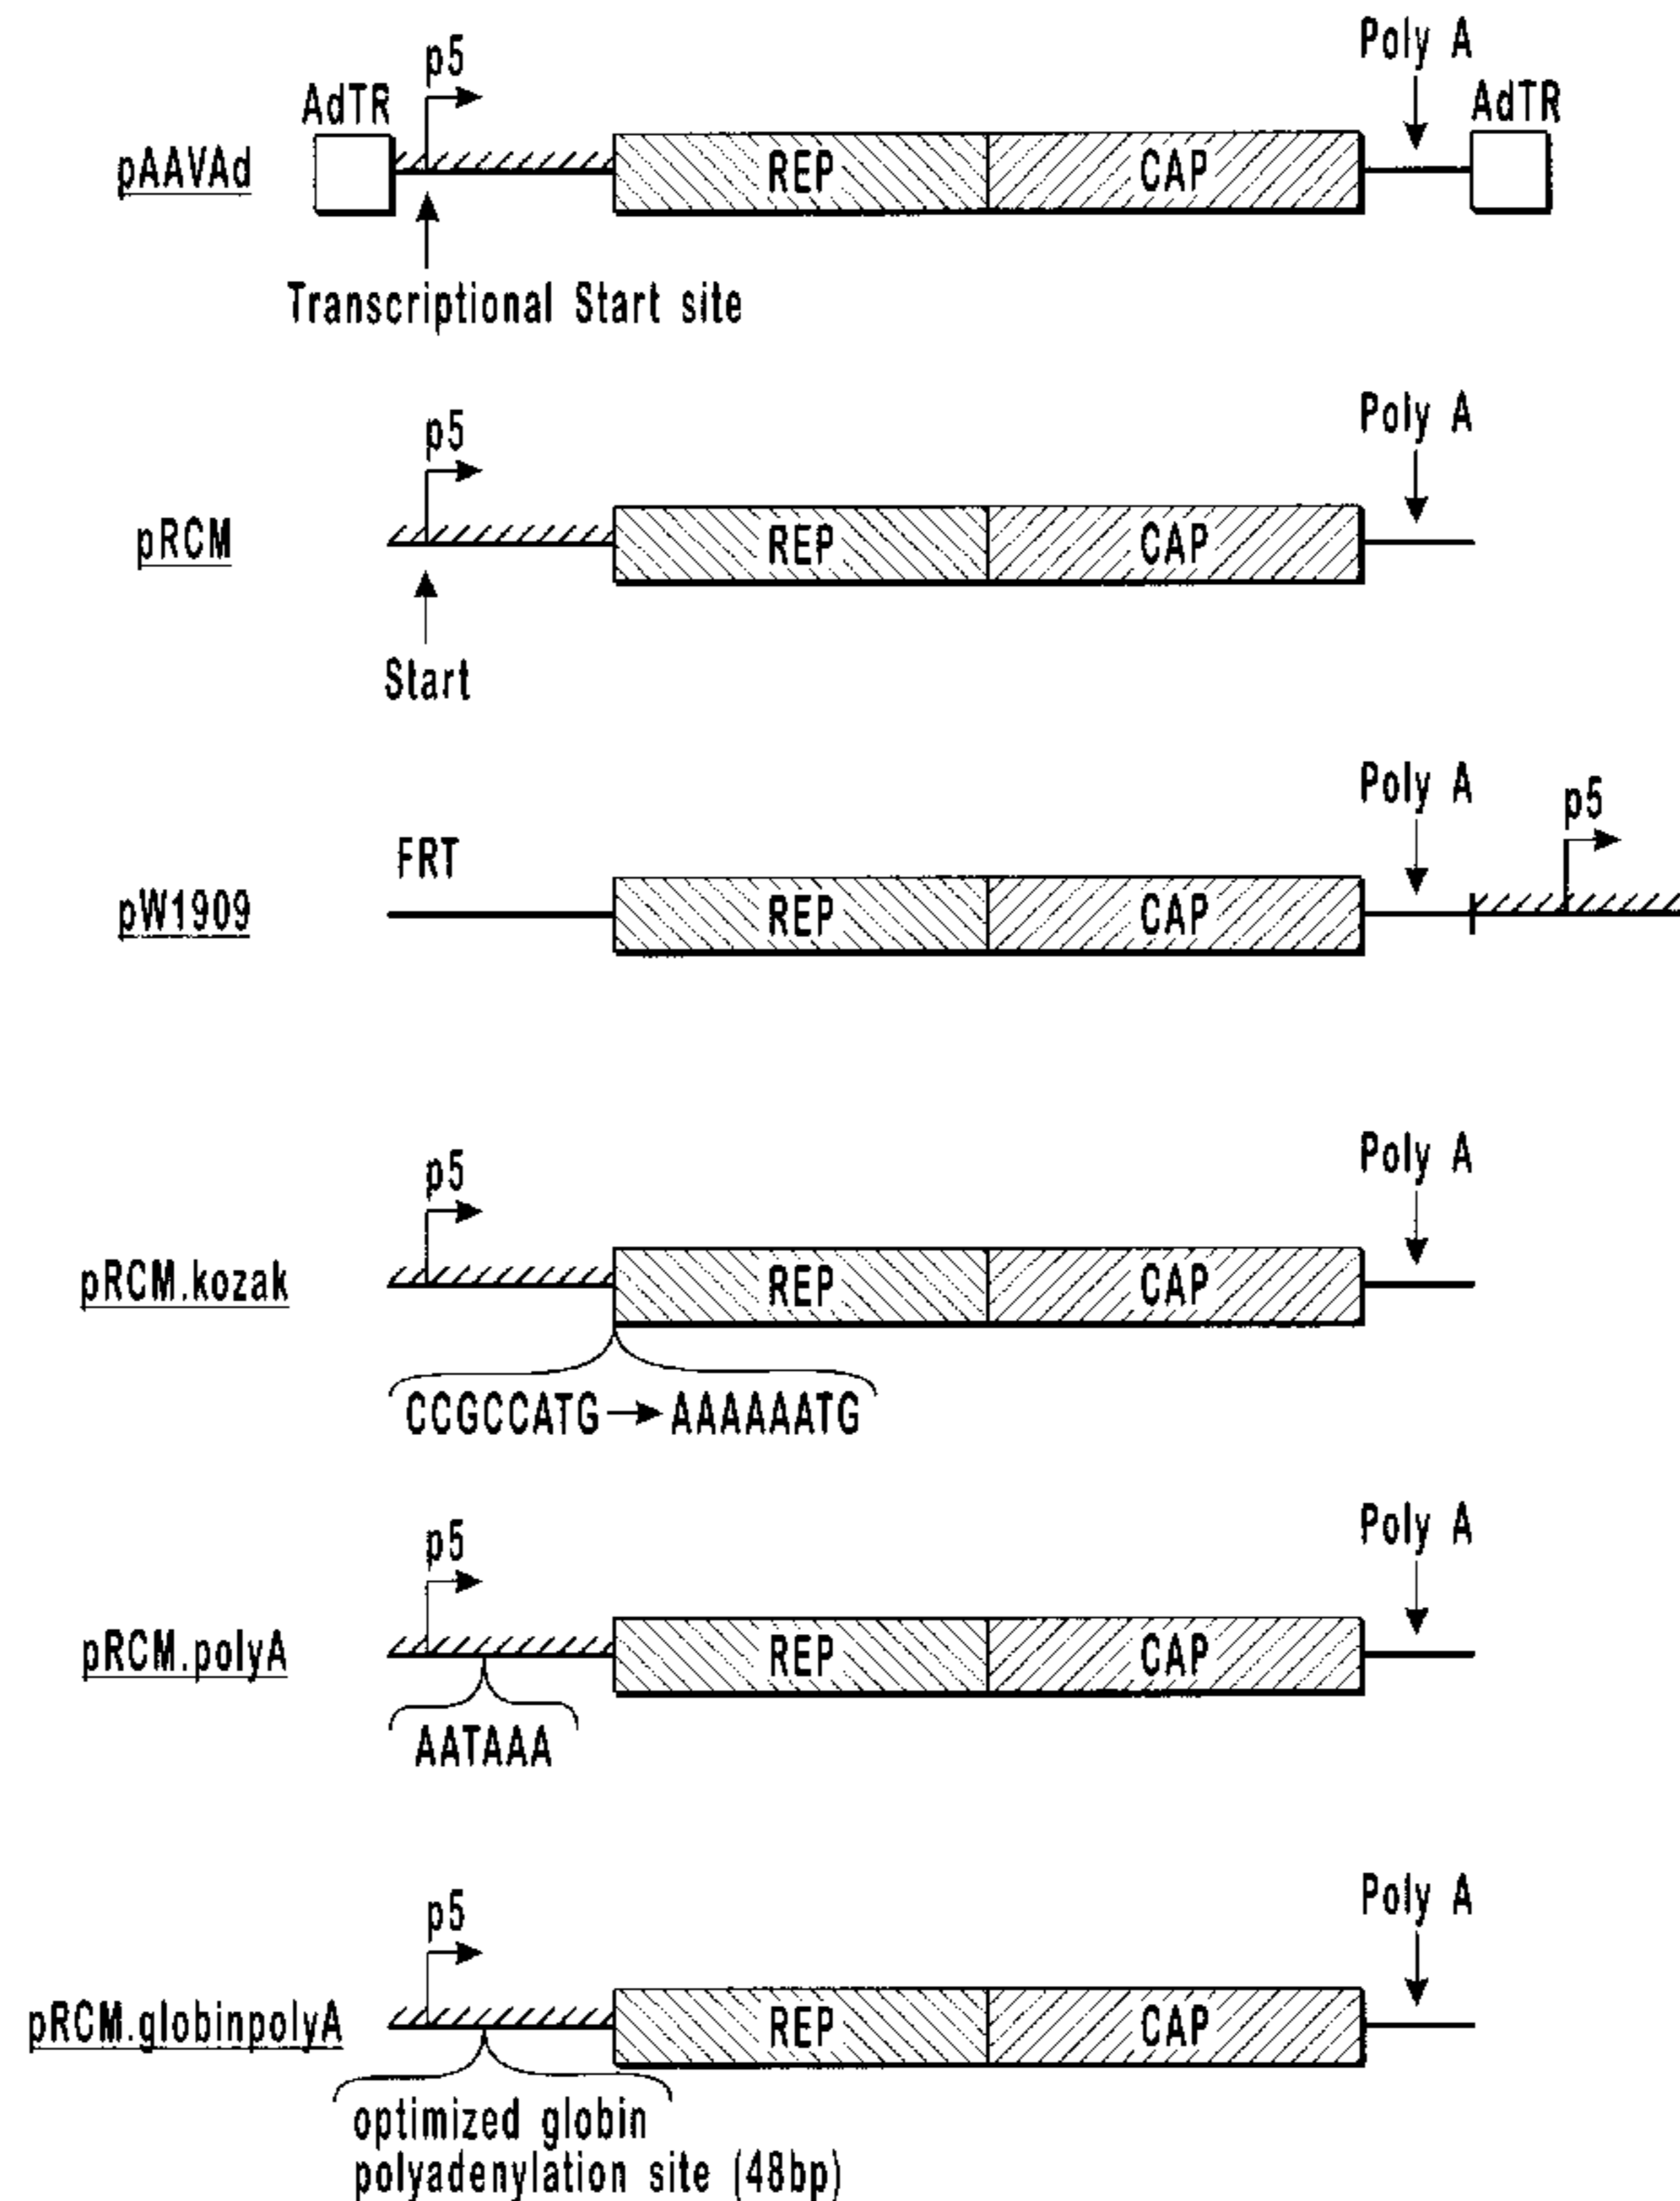 Poly A
p5
AdTR
AdTR
pAAVAd
REP
CAP
Transcriptional Start site
Poly A
p5
pRCM
REP
CAP
Start
Poly A
p5
FRT
pW1909
REP
CAP
Poly A
p5
pRCM.kozak
REP
CAP
CCGCCATG→AAAAAATG
Poly A
p5
pRCM.polyA
REP
CAP
AATAAA
Poly A
p5
pRCM.globinpolyA
REP
CAP
optimized globin
polyadenylation site (48bp)